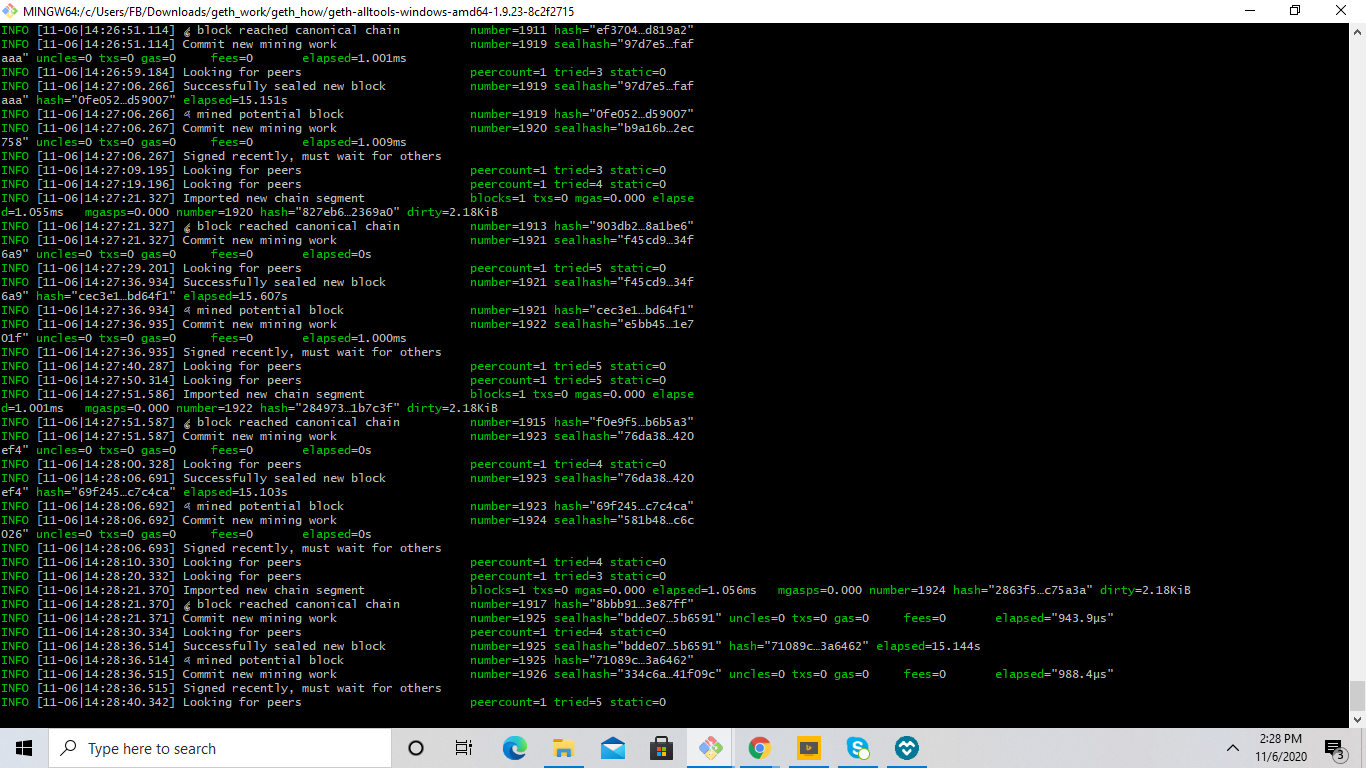 MINGW64:/c/Users/FB/Downloads/geth_work/geth_how/geth-alltools-windows-amd64-1.9.23-8c2f2715
INFO [11-06|14:26:51.114] block reached canonical chain number=1911 hash="ef3704…d819a2"
INFO [11-06|14:26:51.114] Commit new mining work number=1919 sealhash="97d7e5…faf
aaa" uncles=0 txs=0 gas=0 fees=0 elapsed=1.001ms
INFO [11-06|14:26:59.184] Looking for peers peercount=1 tried=3 static=0
INFO [11-06|14:27:06.266] Successfully sealed new block number=1919 sealhash="97d7e5…faf
aaa" hash="0fe052…d59007" elapsed=15.151s
INFO [11-06|14:27:06.266] mined potential block number=1919 hash="0fe052…d59007"
INFO [11-06|14:27:06.267] Commit new mining work number=1920 sealhash="b9a16b…2ec
758" uncles=0 txs=0 gas=0 fees=0 elapsed=1.009ms
INFO [11-06|14:27:06.267] Signed recently, must wait for others
INFO [11-06|14:27:09.195] Looking for peers peercount=1 tried=3 static=0
INFO [11-06|14:27:19.196] Looking for peers peercount=1 tried=4 static=0
INFO [11-06|14:27:21.327] Imported new chain segment blocks=1 txs=0 mgas=0.000 elapse
d=1.055ms mgasps=0.000 number=1920 hash="827eb6…2369a0" dirty=2.18KiB
INFO [11-06|14:27:21.327] block reached canonical chain number=1913 hash="903db2…8a1be6"
INFO [11-06|14:27:21.327] Commit new mining work number=1921 sealhash="f45cd9…34f
6a9" uncles=0 txs=0 gas=0 fees=0 elapsed=0s
INFO [11-06|14:27:29.201] Looking for peers peercount=1 tried=5 static=0
INFO [11-06|14:27:36.934] Successfully sealed new block number=1921 sealhash="f45cd9…34f
6a9" hash="cec3e1…bd64f1" elapsed=15.607s
INFO [11-06|14:27:36.934] mined potential block number=1921 hash="cec3e1…bd64f1"
INFO [11-06|14:27:36.935] Commit new mining work number=1922 sealhash="e5bb45…1e7
01f" uncles=0 txs=0 gas=0 fees=0 elapsed=1.000ms
INFO [11-06|14:27:36.935] Signed recently, must wait for others
INFO [11-06|14:27:40.287] Looking for peers peercount=1 tried=5 static=0
INFO [11-06|14:27:50.314] Looking for peers peercount=1 tried=5 static=0
INFO [11-06|14:27:51.586] Imported new chain segment blocks=1 txs=0 mgas=0.000 elapse
d=1.001ms mgasps=0.000 number=1922 hash="284973…1b7c3f" dirty=2.18KiB
INFO [11-06|14:27:51.587] block reached canonical chain number=1915 hash="f0e9f5…b6b5a3"
INFO [11-06|14:27:51.587] Commit new mining work number=1923 sealhash="76da38…420
ef4" uncles=0 txs=0 gas=0 fees=0 elapsed=0s
INFO [11-06|14:28:00.328] Looking for peers peercount=1 tried=4 static=0
INFO [11-06|14:28:06.691] Successfully sealed new block number=1923 sealhash="76da38…420
ef4" hash="69f245…c7c4ca" elapsed=15.103s
INFO [11-06|14:28:06.692] mined potential block number=1923 hash="69f245…c7c4ca"
INFO [11-06|14:28:06.692] Commit new mining work number=1924 sealhash="581b48…c6c
026" uncles=0 txs=0 gas=0 fees=0 elapsed=0s
INFO [11-06|14:28:06.693] Signed recently, must wait for others
INFO [11-06|14:28:10.330] Looking for peers peercount=1 tried=4 static=0
INFO [11-06|14:28:20.332] Looking for peers peercount=1 tried=3 static=0
INFO [11-06|14:28:21.370] Imported new chain segment blocks=1 txs=0 mgas=0.000 elapsed=1.056ms mgasps=0.000 number=1924 hash="2863f5…c75a3a" dirty=2.18KiB
INFO [11-06|14:28:21.370] block reached canonical chain number=1917 hash="8bbb91…3e87ff"
INFO [11-06|14:28:21.371] Commit new mining work number=1925 sealhash="bdde07…5b6591" uncles=0 txs=0 gas=0 fees=0 elapsed="943.9µs"
INFO [11-06|14:28:30.334] Looking for peers peercount=1 tried=4 static=0
INFO [11-06|14:28:36.514] Successfully sealed new block number=1925 sealhash="bdde07…5b6591" hash="71089c…3a6462" elapsed=15.144s
INFO [11-06|14:28:36.514] mined potential block number=1925 hash="71089c…3a6462"
INFO [11-06|14:28:36.515] Commit new mining work number=1926 sealhash="334c6a…41f09c" uncles=0 txs=0 gas=0 fees=0 elapsed="988.4µs"
INFO [11-06|14:28:36.515] Signed recently, must wait for others
INFO [11-06|14:28:40.342] Looking for peers peercount=1 tried=5 static=0
Type here to search
2:28 PM
11/6/2020
3